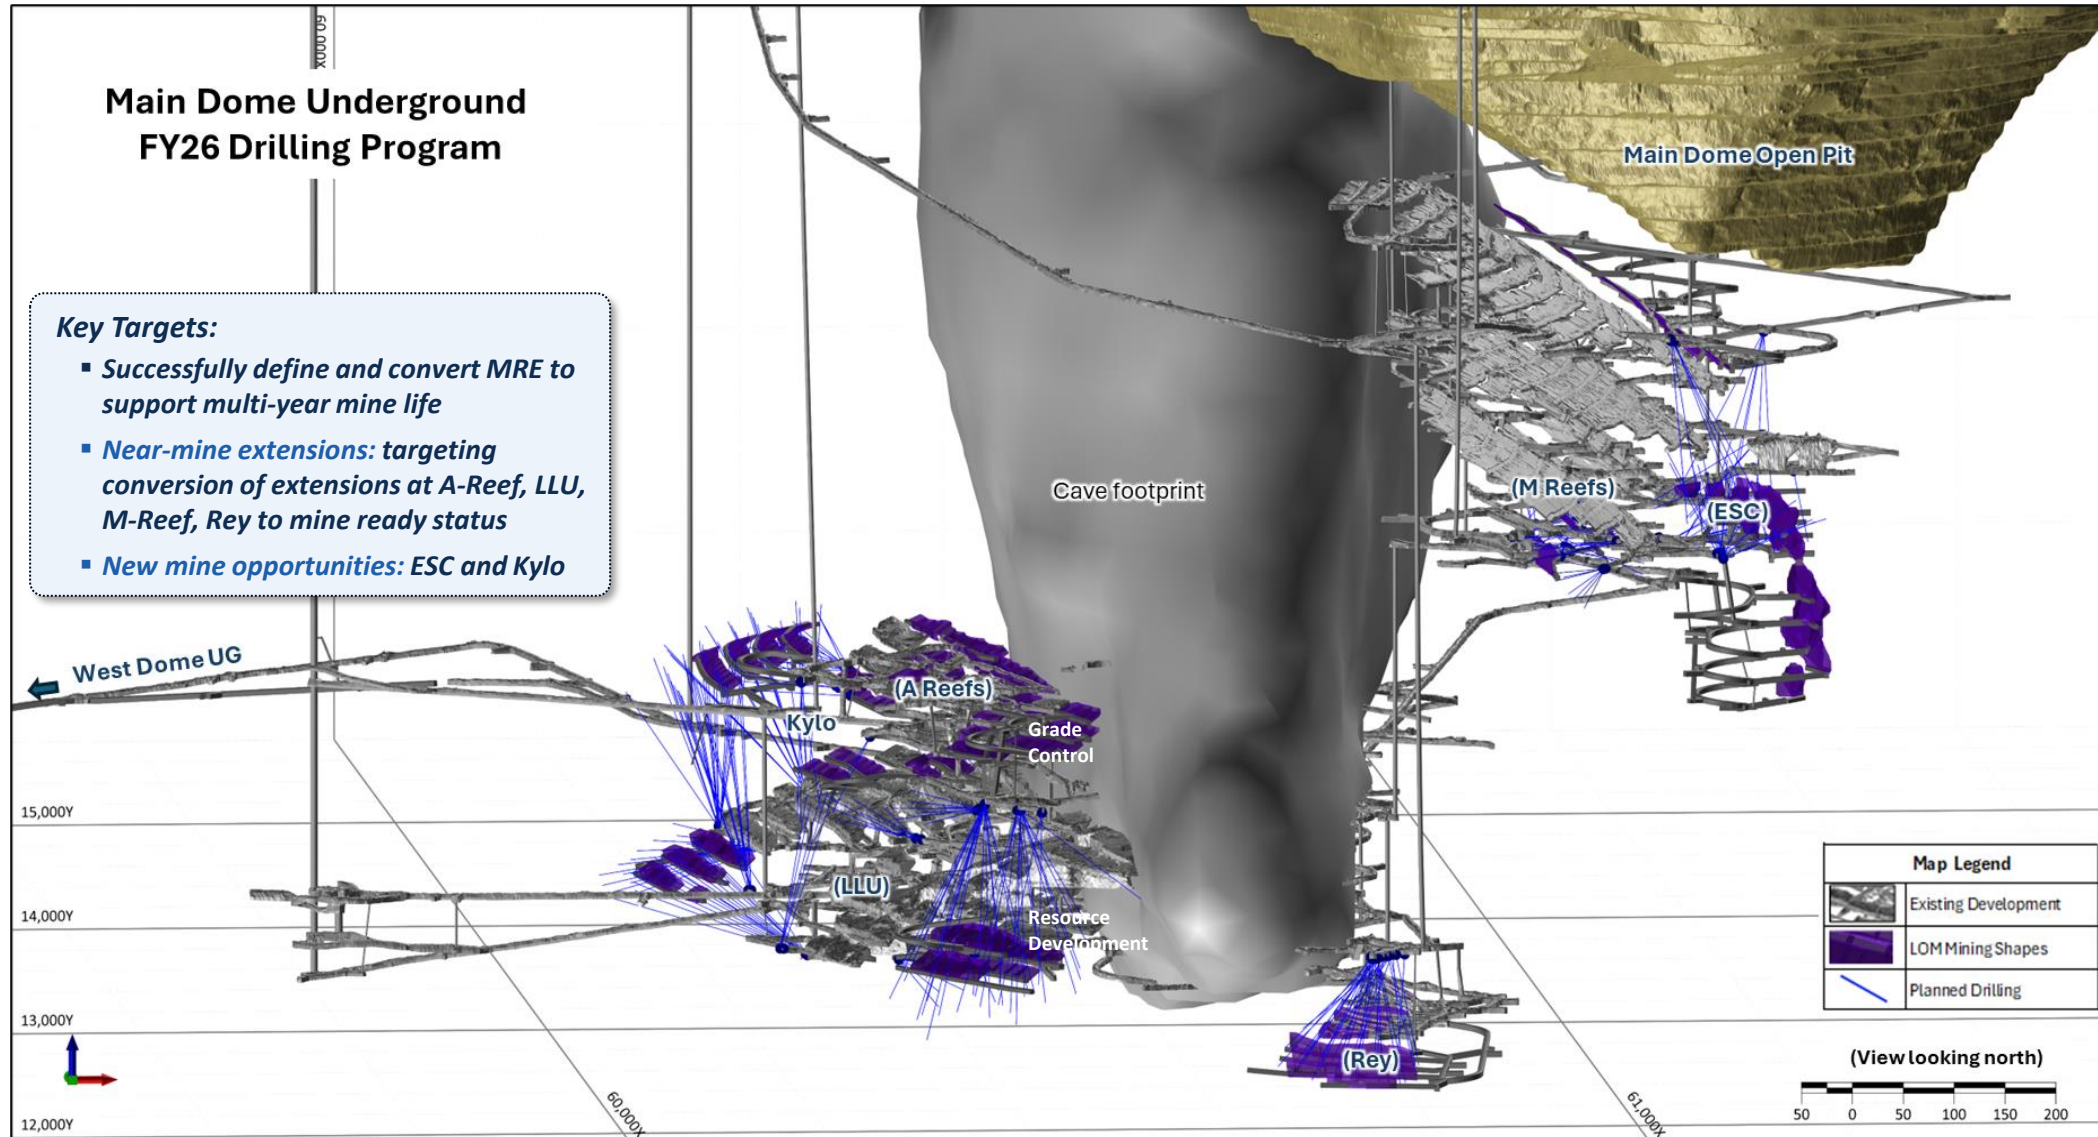 60,000X
Main Dome Underground
FY26 Drilling Program
Main Dome Open Pit
Key Targets:
▪ Successfully define and convert MRE to
support multi-year mine life
▪ Near-mine extensions: targeting
conversion of extensions at A-Reef, LLU,
M-Reef, Rey to mine ready status
▪ New mine opportunities: ESC and Kylo
Cave footprint
(M Reefs)
(ESC)
West Dome UG
(A Reefs)
Kylo
Grade
Control
15,000Y
(LLU)
Resource
Development
14,000Y
Map Legend
Existing Development
LOM Mining Shapes
Planned Drilling
13,000Y
(Rey)
(View looking north)
50 0 50 100 150 200
60,000X
61,000X
12,000Y